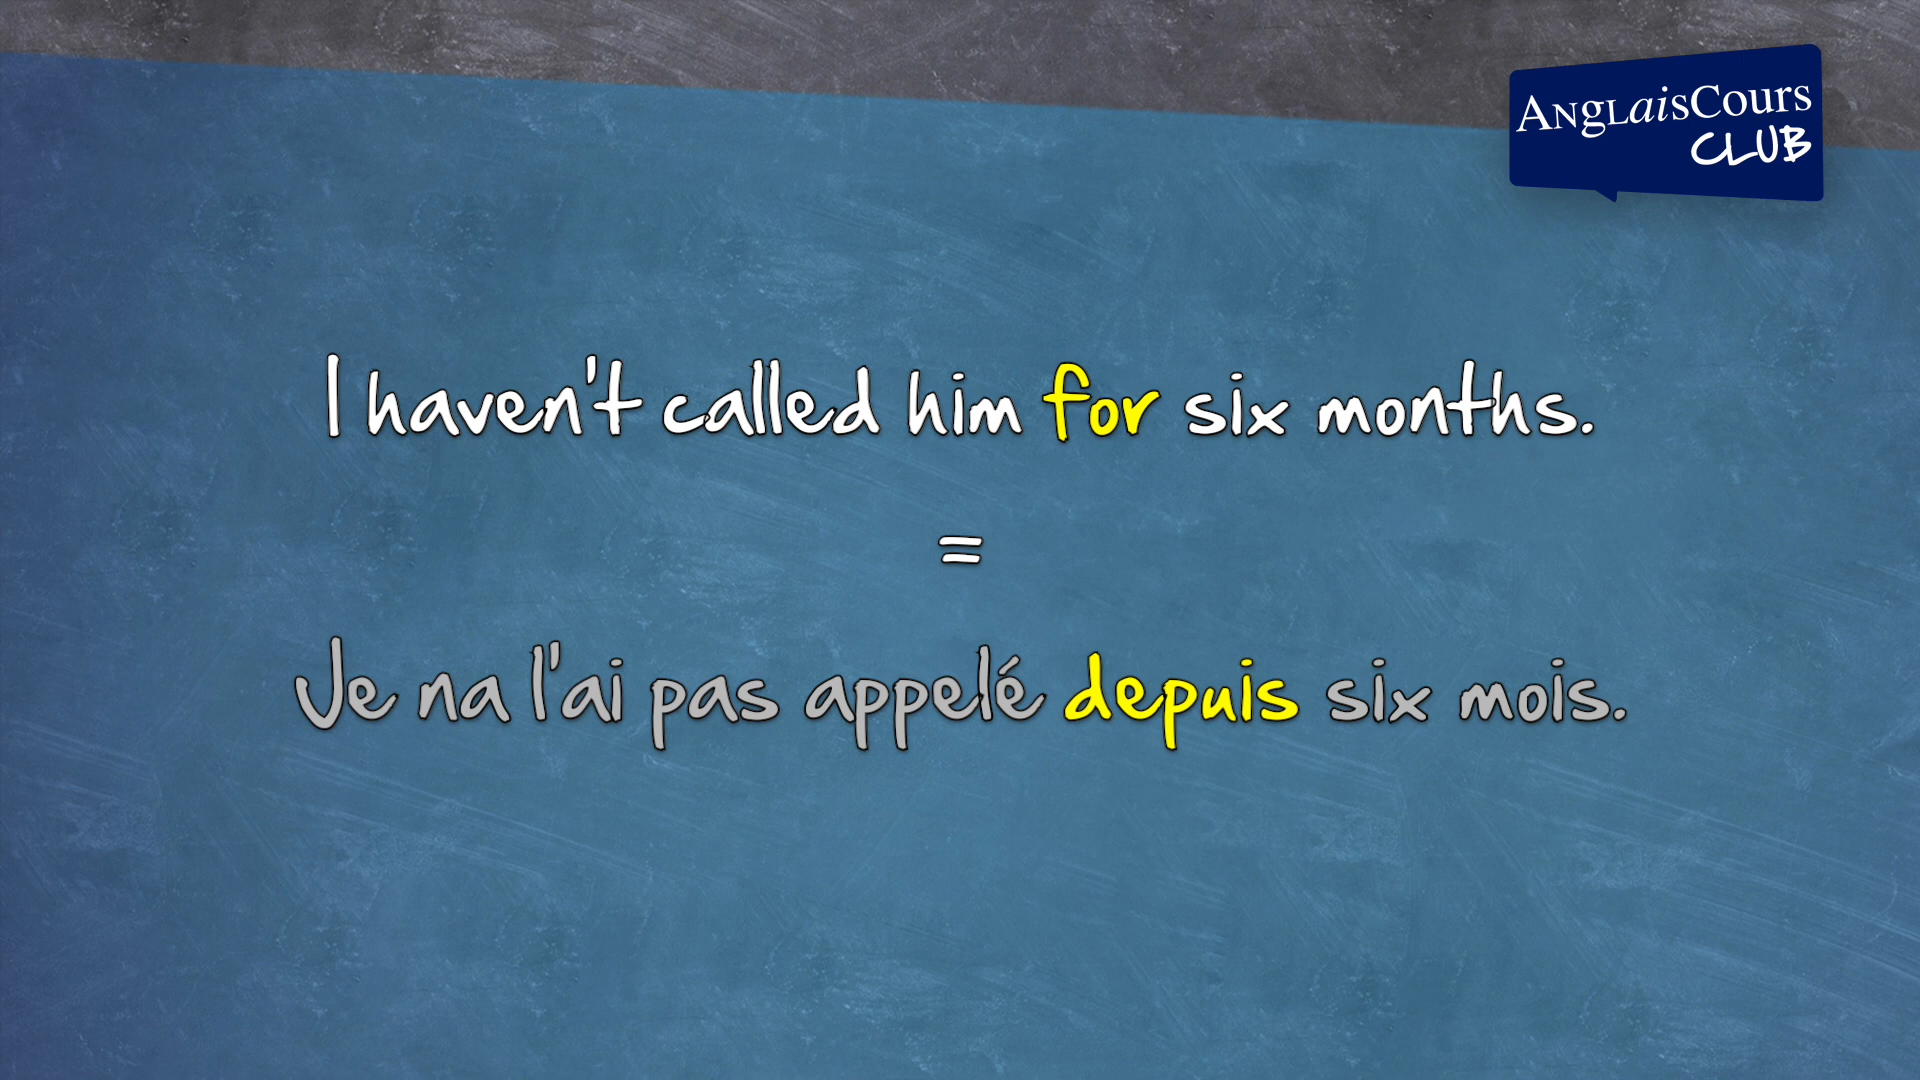 AnglaisCours
CLUB
I haven't called him for six months.
=
Je na l'ai pas appelé depuis six mois.